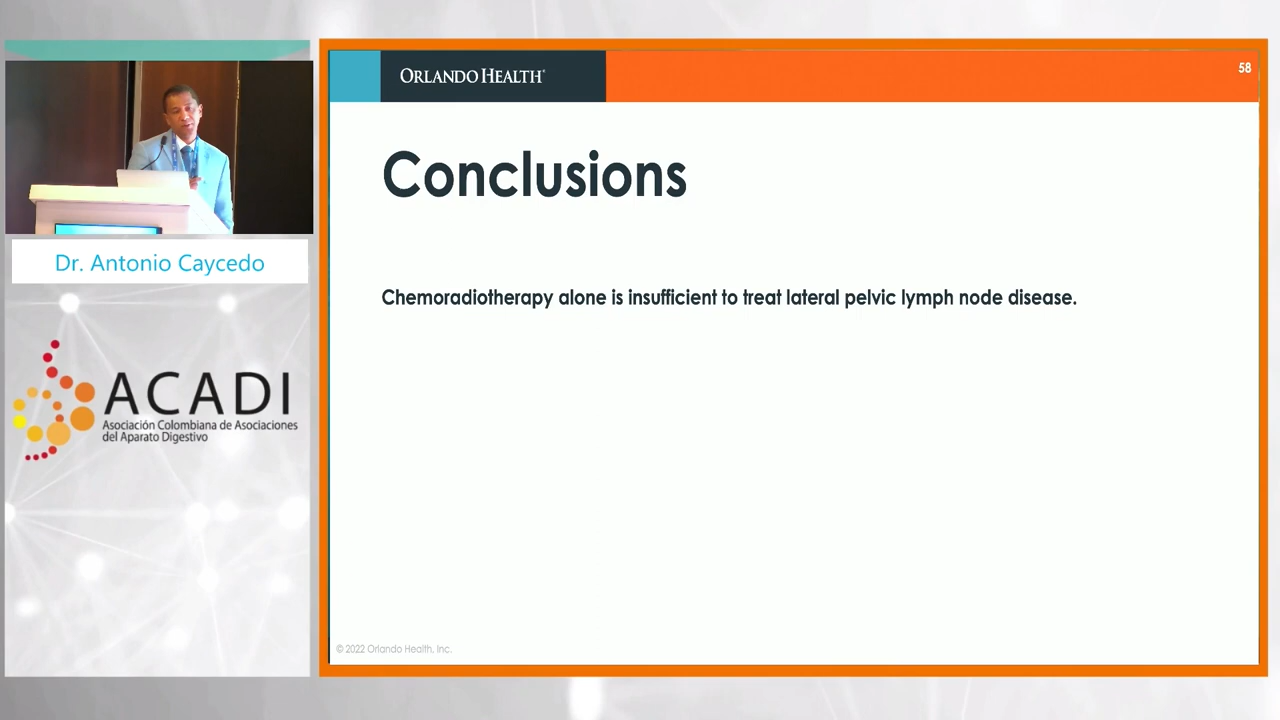 ORLANDO HEALTH®
58
Conclusions
Chemoradiotherapy alone is insufficient to treat lateral pelvic lymph node disease.
© 2022 Orlando Health, Inc.
Dr. Antonio Caycedo
ACADI
Asociación Colombiana de Asociaciones
del Aparato Digestivo